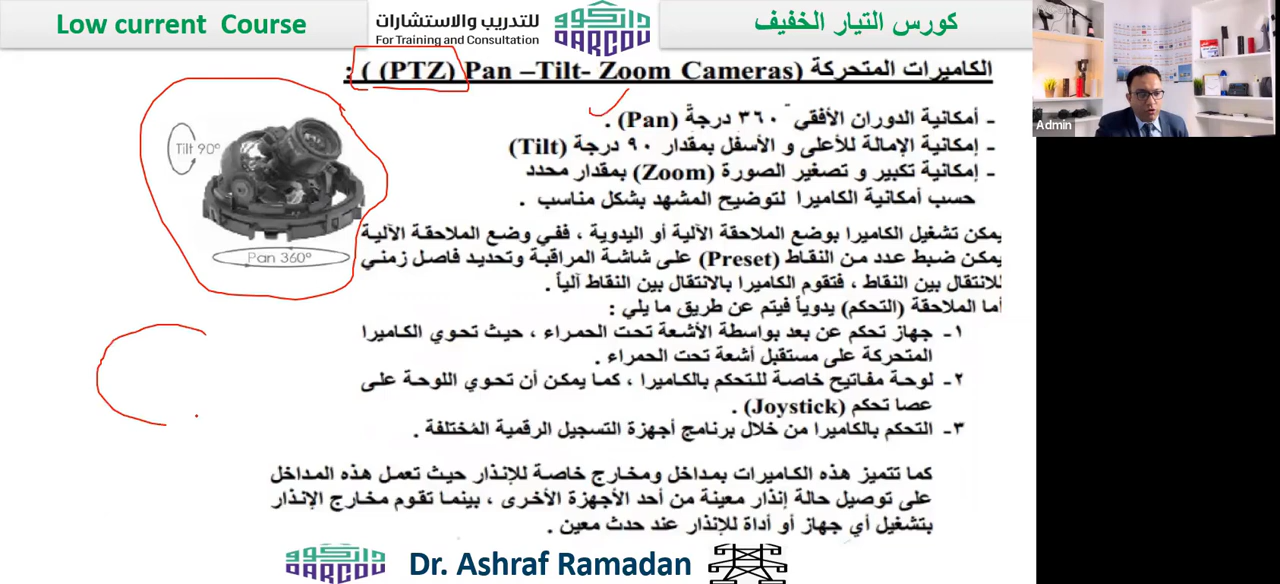 Low current Course
للتدريب والاستشارات
For Training and Consultation
داركوو
DARCOU
كورس التيار الخفيف
الكاميرات المتحركة (Pan –Tilt- Zoom Cameras (PTZ) ) :
- أمكانية الدوران الأفقي ٣٦٠ درجة (Pan) .
- إمكانية الإمالة للأعلى و الأسفل بمقدار ٩٠ درجة (Tilt)
- إمكانية تكبير و تصغير الصورة (Zoom) بمقدار محدد
حسب أمكانية الكاميرا لتوضيح المشهد بشكل مناسب .
Tilt 90°
Pan 360°
يمكن تشغيل الكاميرا بوضع الملاحقة الآلية أو اليدوية ، ففي وضع الملاحقة الآلية
يمكن ضبط عدد من النقاط (Preset) على شاشة المراقبة وتحديد فاصل زمني
للانتقال بين النقاط ، فتقوم الكاميرا بالانتقال بين النقاط آلياً .
أما الملاحقة (التحكم) يدوياً فيتم عن طريق ما يلي :
١- جهاز تحكم عن بعد بواسطة الأشعة تحت الحمراء ، حيث تحوي الكاميرا
المتحركة على مستقبل أشعة تحت الحمراء .
٢- لوحة مفاتيح خاصة للتحكم بالكاميرا ، كما يمكن أن تحوي اللوحة على
عصا تحكم (Joystick) .
٣- التحكم بالكاميرا من خلال برنامج أجهزة التسجيل الرقمية المُختلفة .
كما تتميز هذه الكاميرات بمداخل ومخارج خاصة للإنذار حيث تعمل هذه المداخل
على توصيل حالة إنذار معينة من أحد الأجهزة الأخرى ، بينما تقوم مخارج الإنذار
بتشغيل أي جهاز أو أداة للإنذار عند حدث معين .
داركوو
DARCOU
Dr. Ashraf Ramadan
Admin